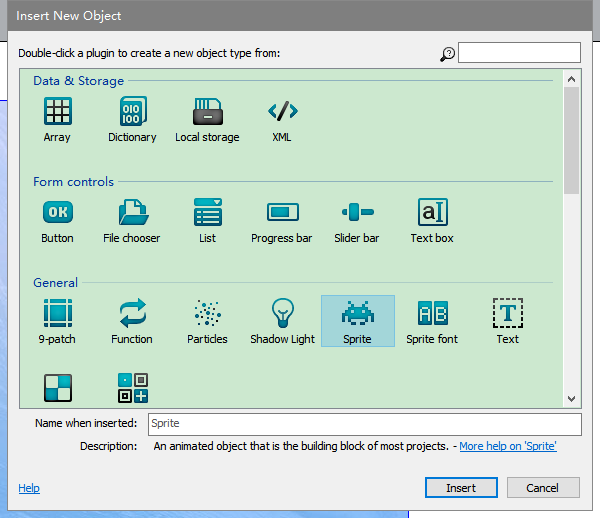 Insert New Object
Double-click a plugin to create a new object type from:
Data & Storage
Array Dictionary Local storage XML
Form controls
OK
aI
Button File chooser List Progress bar Slider bar Text box
General
AB
T
9-patch Function Particles Shadow Light Sprite Sprite font Text
Name when inserted: Sprite
Description: An animated object that is the building block of most projects. - More help on 'Sprite'
Help Insert Cancel